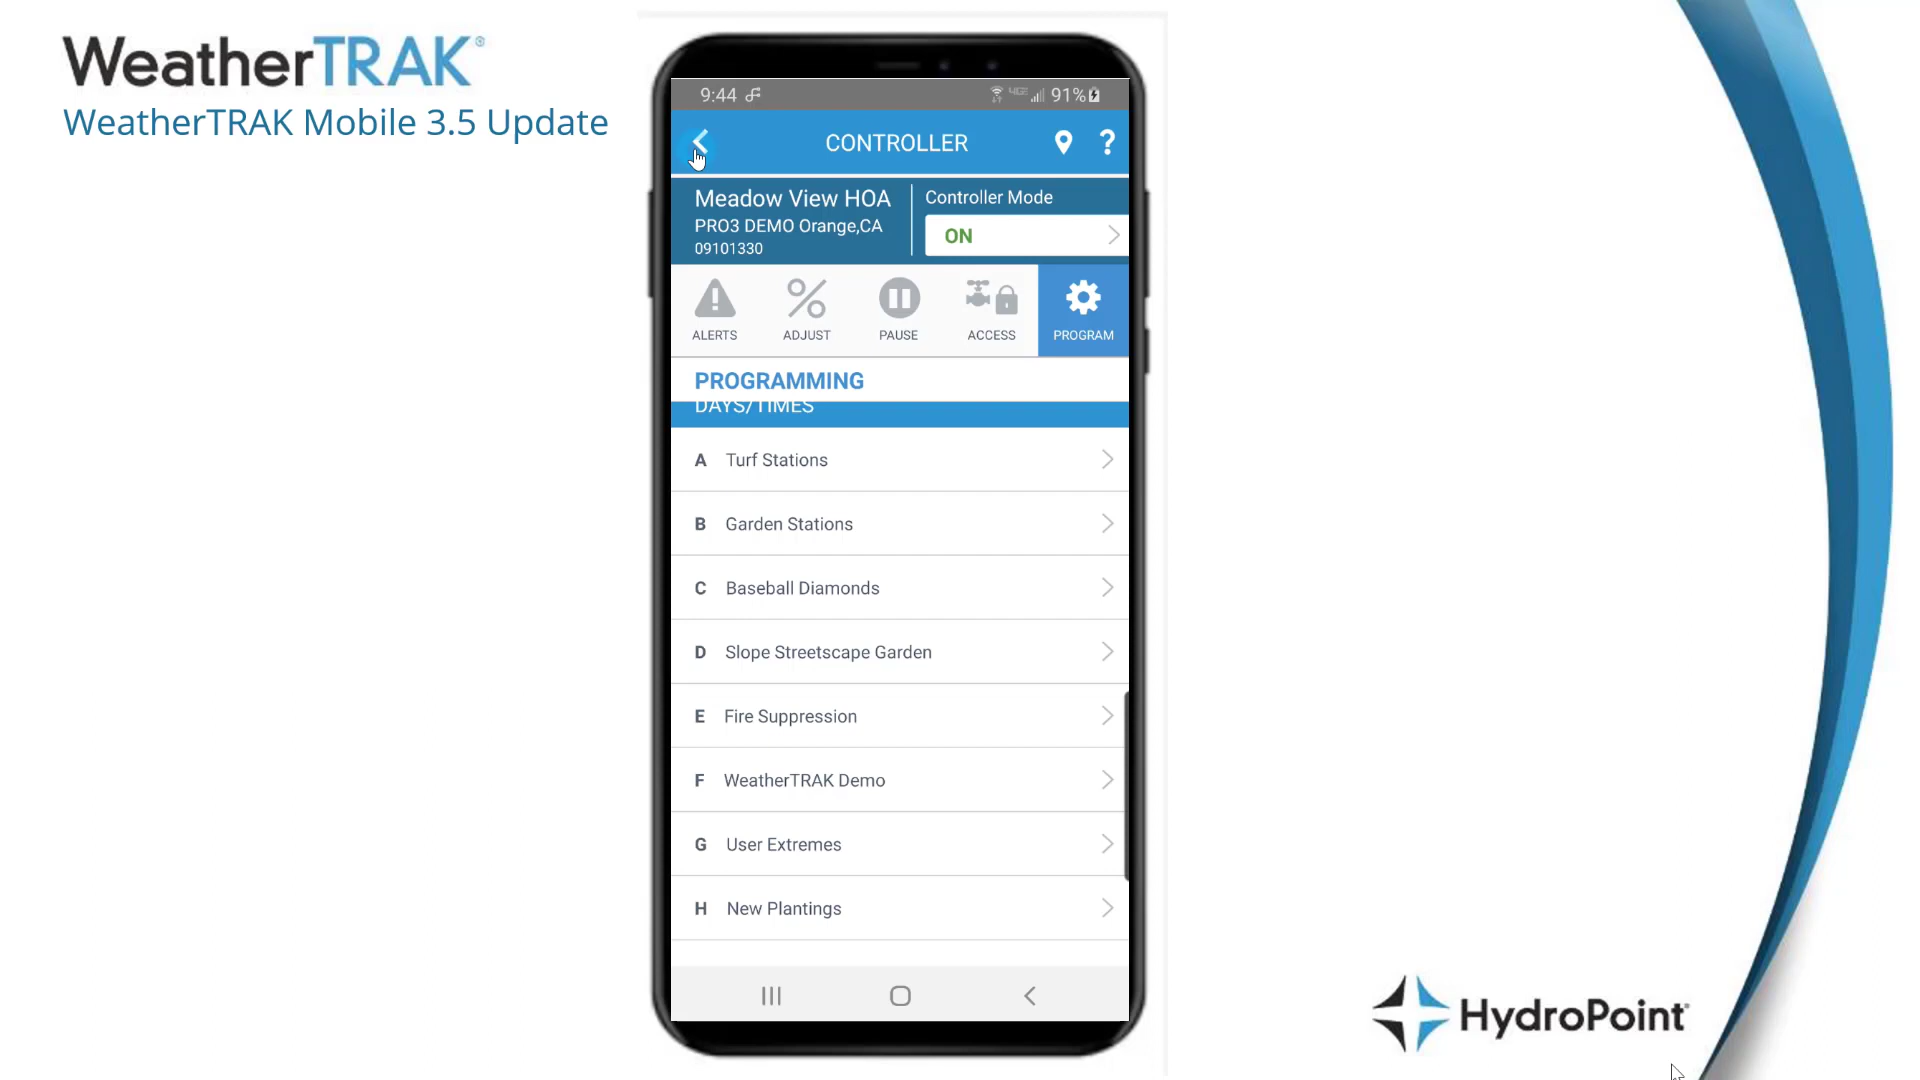 WeatherTRAK®
WeatherTRAK Mobile 3.5 Update
9:44
91%
CONTROLLER
?
Meadow View HOA
PRO3 DEMO Orange,CA
09101330
Controller Mode
ON
ALERTS
ADJUST
PAUSE
ACCESS
PROGRAM
PROGRAMMING
DAYS/TIMES
A Turf Stations
B Garden Stations
C Baseball Diamonds
D Slope Streetscape Garden
E Fire Suppression
F WeatherTRAK Demo
G User Extremes
H New Plantings
HydroPoint